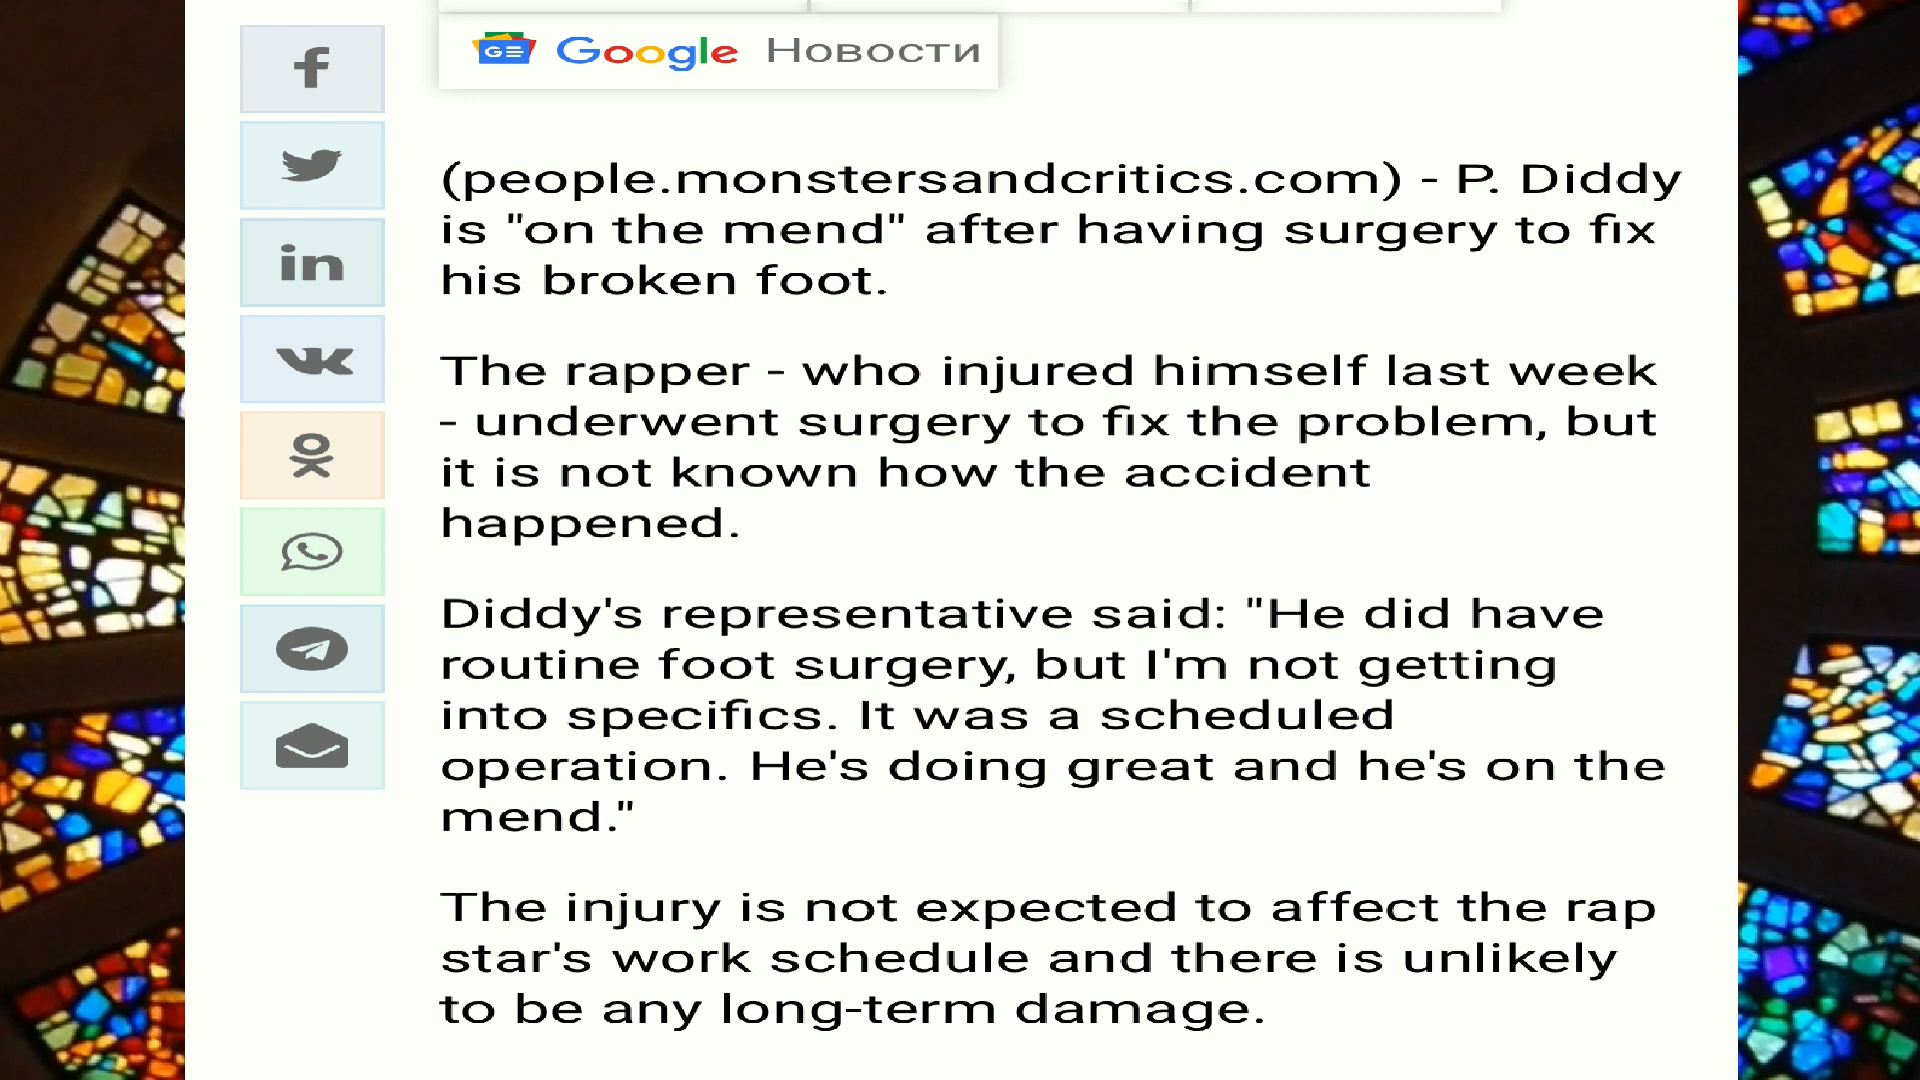 Google Новости
(people.monstersandcritics.com) - P. Diddy
is "on the mend" after having surgery to fix
his broken foot.
The rapper - who injured himself last week
- underwent surgery to fix the problem, but
it is not known how the accident
happened.
Diddy's representative said: "He did have
routine foot surgery, but I'm not getting
into specifics. It was a scheduled
operation. He's doing great and he's on the
mend."
The injury is not expected to affect the rap
star's work schedule and there is unlikely
to be any long-term damage.